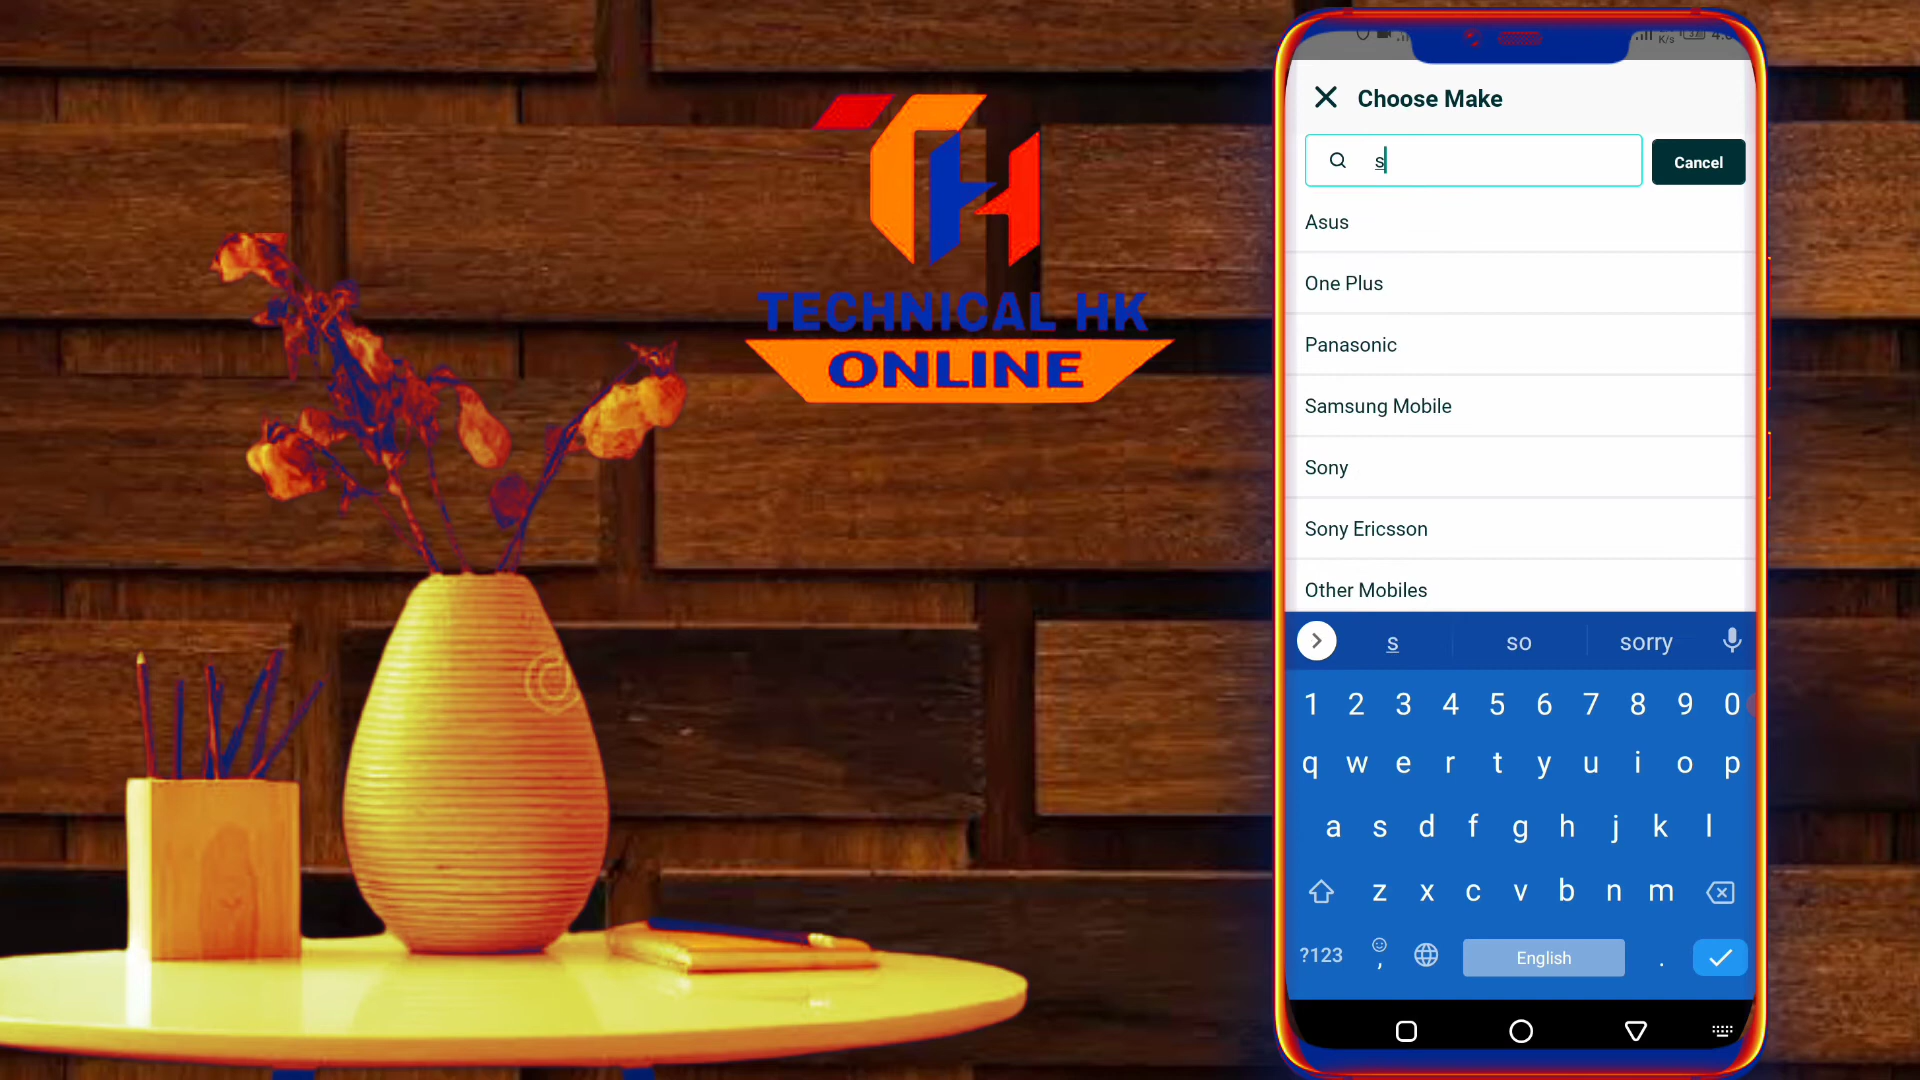 TECHNICAL HK
ONLINE
K/s
Choose Make
s
Cancel
Asus
One Plus
Panasonic
Samsung Mobile
Sony
Sony Ericsson
Other Mobiles
s so sorry
1 2 3 4 5 6 7 8 9 0
q w e r t y u i o p
a s d f g h j k l
z x c v b n m
?123 , English .